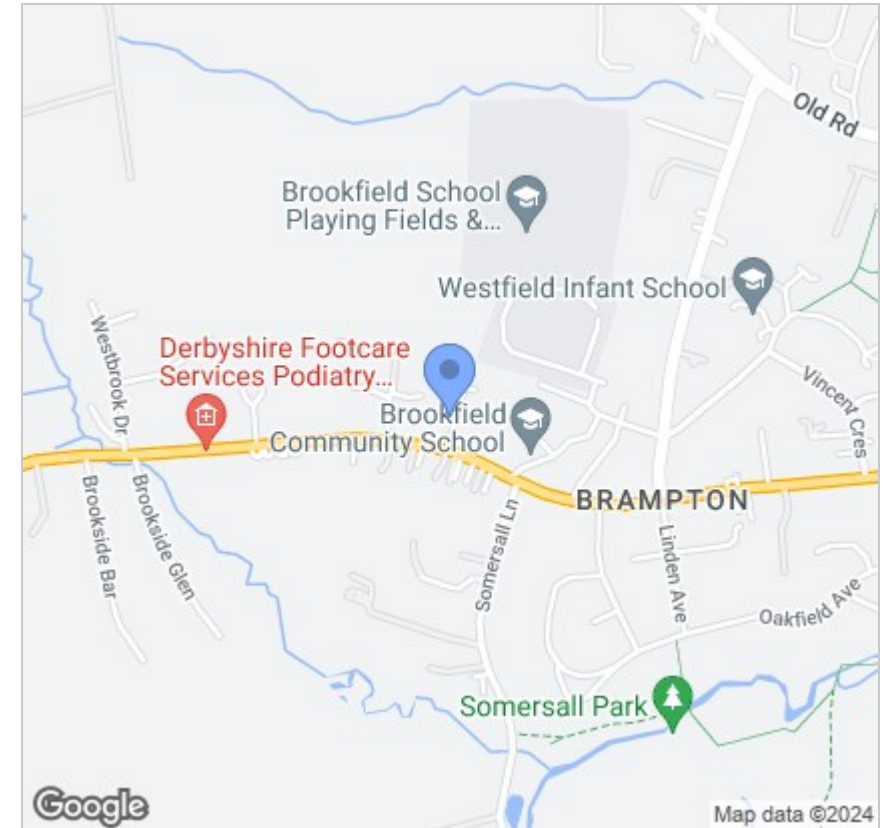 Old Rd
Brookfield School
Playing Fields &...
Westfield Infant School
Westbrook Dr
Derbyshire Footcare
Services Podiatry...
Vincent Cres
Brookfield
Community School
BRAMPTON
Brookside Bar
Brookside Glen
Somersall Ln
Linden Ave
Oakfield Ave
Somersall Park
Google
Map data ©2024